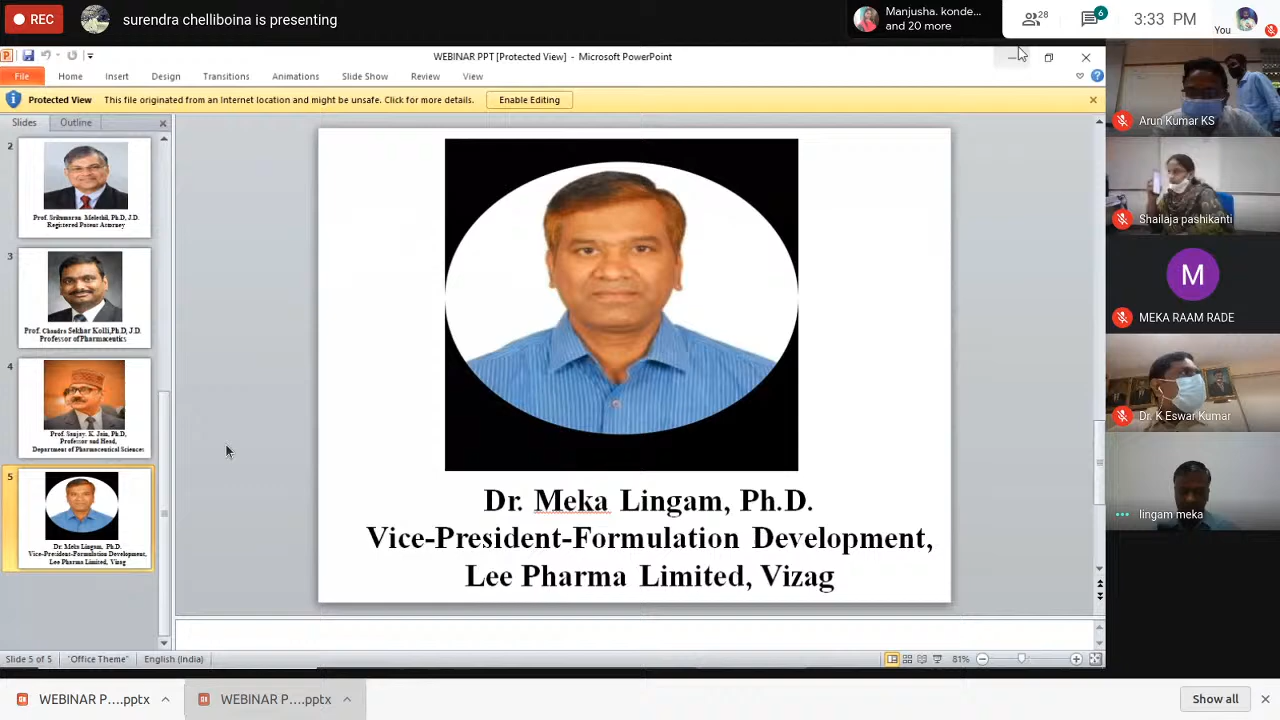 REC
surendra chelliboina is presenting
Manjusha. konde...
and 20 more
28
6
3:33 PM
You
WEBINAR PPT [Protected View] - Microsoft PowerPoint
File Home Insert Design Transitions Animations Slide Show Review View
Protected View This file originated from an Internet location and might be unsafe. Click for more details. Enable Editing
Slides Outline
2
Prof. Srikumaran Melethil, Ph.D, J.D.
Registered Patent Attorney
3
Prof. Chandra Sekhar Kolli,Ph.D, J.D.
Professor of Pharmaceutics
4
Prof. Sanjay. K. Jain, Ph.D,
Professor and Head,
Department of Pharmaceutical Sciences
5
Dr. Meka Lingam, Ph.D.
Vice-President-Formulation Development,
Lee Pharma Limited, Vizag
Dr. Meka Lingam, Ph.D.
Vice-President-Formulation Development,
Lee Pharma Limited, Vizag
Arun Kumar KS
Shailaja pashikanti
M
MEKA RAAM RADE
Dr. K Eswar Kumar
lingam meka
Slide 5 of 5 "Office Theme" English (India) 81%
WEBINAR P....pptx WEBINAR P....pptx Show all